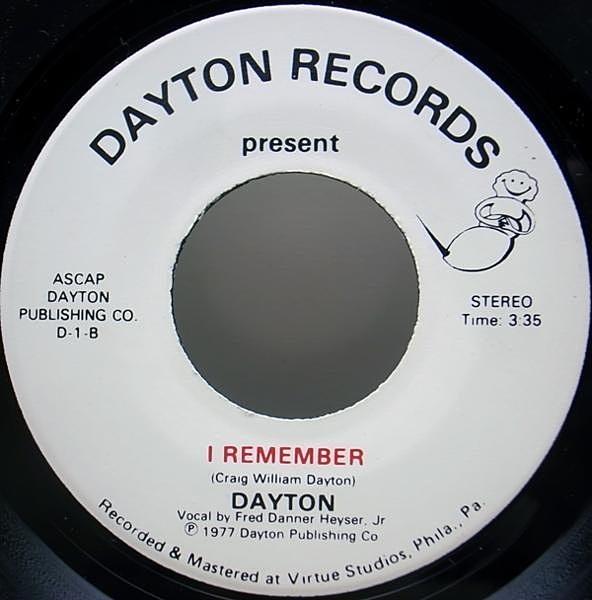 DAYTON RECORDS
present
ASCAP
DAYTON
PUBLISHING CO.
D-1-B
STEREO
Time: 3:35
I REMEMBER
(Craig William Dayton)
DAYTON
Vocal by Fred Danner Heyser, Jr
℗ 1977 Dayton Publishing Co
Recorded & Mastered at Virtue Studios, Phila., Pa.